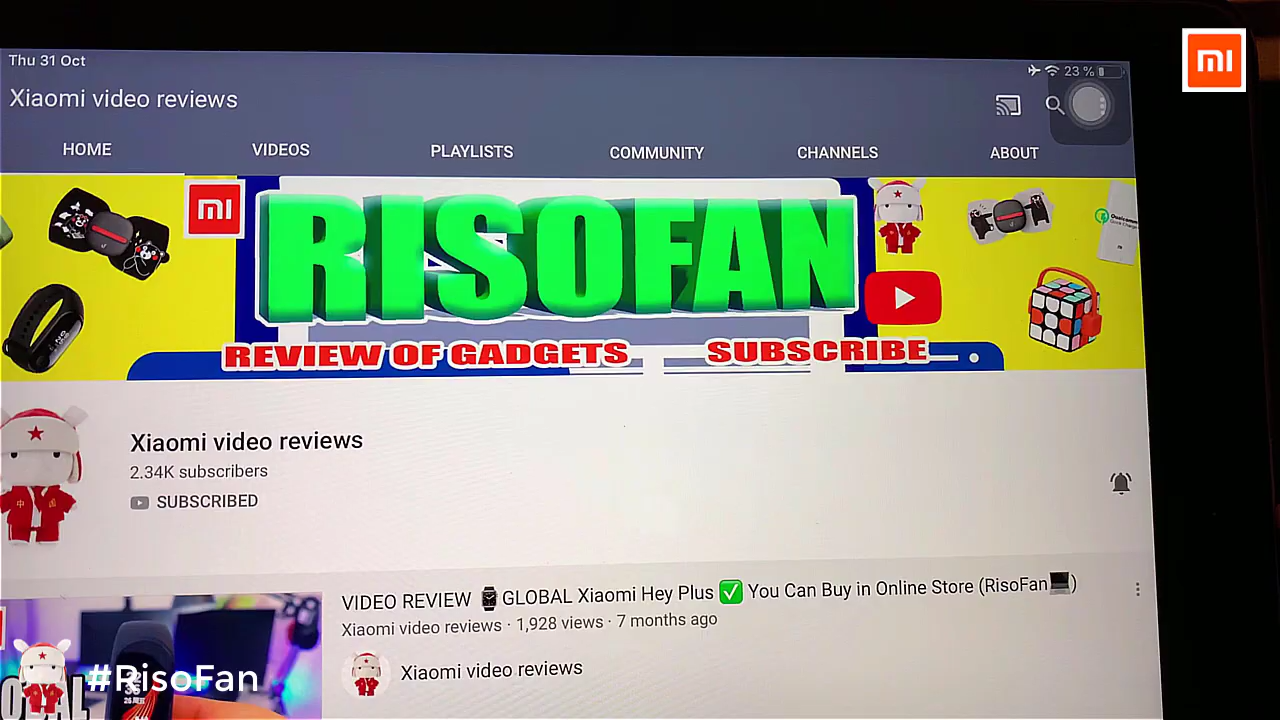 Thu 31 Oct
23 %
mi
Xiaomi video reviews
HOME
VIDEOS
PLAYLISTS
COMMUNITY
CHANNELS
ABOUT
mi
RISOFAN
Qualcomm
REVIEW OF GADGETS
SUBSCRIBE
Xiaomi video reviews
2.34K subscribers
SUBSCRIBED
VIDEO REVIEW ⌚ GLOBAL Xiaomi Hey Plus ✅ You Can Buy in Online Store (RisoFan💻)
Xiaomi video reviews · 1,928 views · 7 months ago
Xiaomi video reviews
#RisoFan